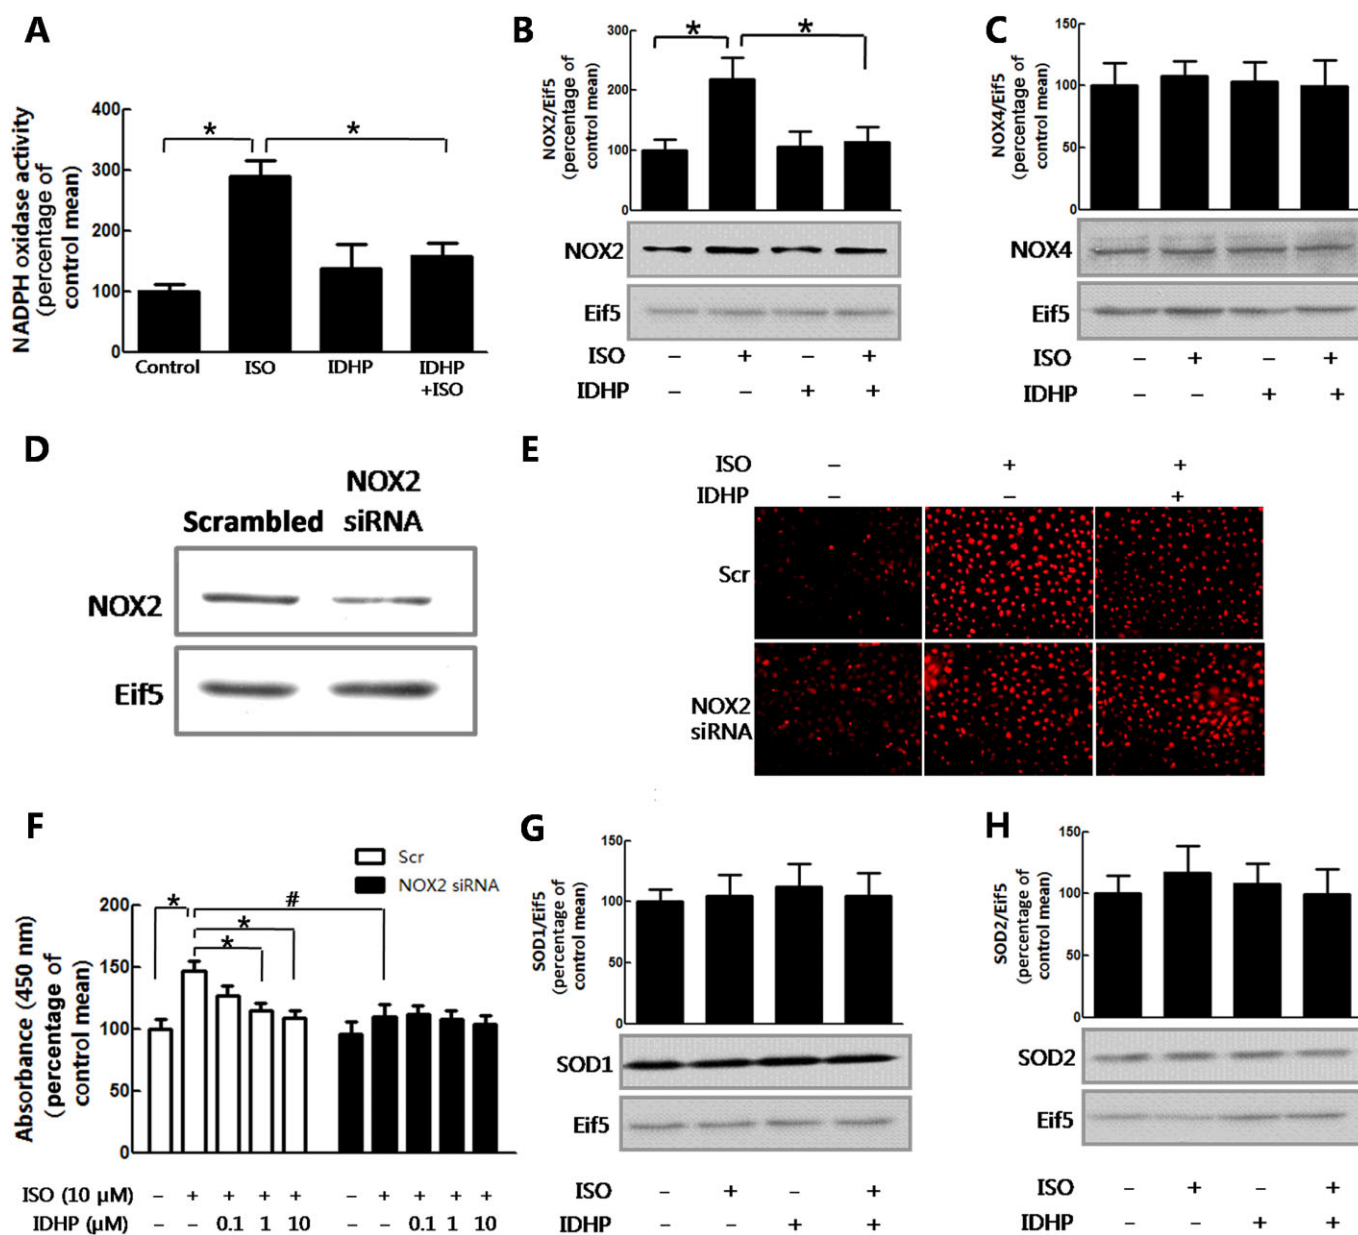 A
NADPH oxidase activity
(percentage of
control mean)
400
300
200
100
0
*
*
Control
ISO
IDHP
IDHP
+ISO
B
NOX2/Eif5
(percentage of
control mean)
300
200
100
0
*
*
NOX2
Eif5
ISO – + – +
IDHP – – + +
C
NOX4/Eif5
(percentage of
control mean)
150
100
50
0
NOX4
Eif5
ISO – + – +
IDHP – – + +
D
Scrambled
NOX2
siRNA
NOX2
Eif5
E
ISO – + +
IDHP – – +
Scr
NOX2
siRNA
F
Scr
NOX2 siRNA
Absorbance (450 nm)
(percentage of
control mean)
200
150
100
50
0
*
#
*
*
ISO (10 μM) – + + + + – + + + +
IDHP (μM) – – 0.1 1 10 – – 0.1 1 10
G
SOD1/Eif5
(percentage of
control mean)
150
100
50
0
SOD1
Eif5
ISO – + – +
IDHP – – + +
H
SOD2/Eif5
(percentage of
control mean)
150
100
50
0
SOD2
Eif5
ISO – + – +
IDHP – – + +